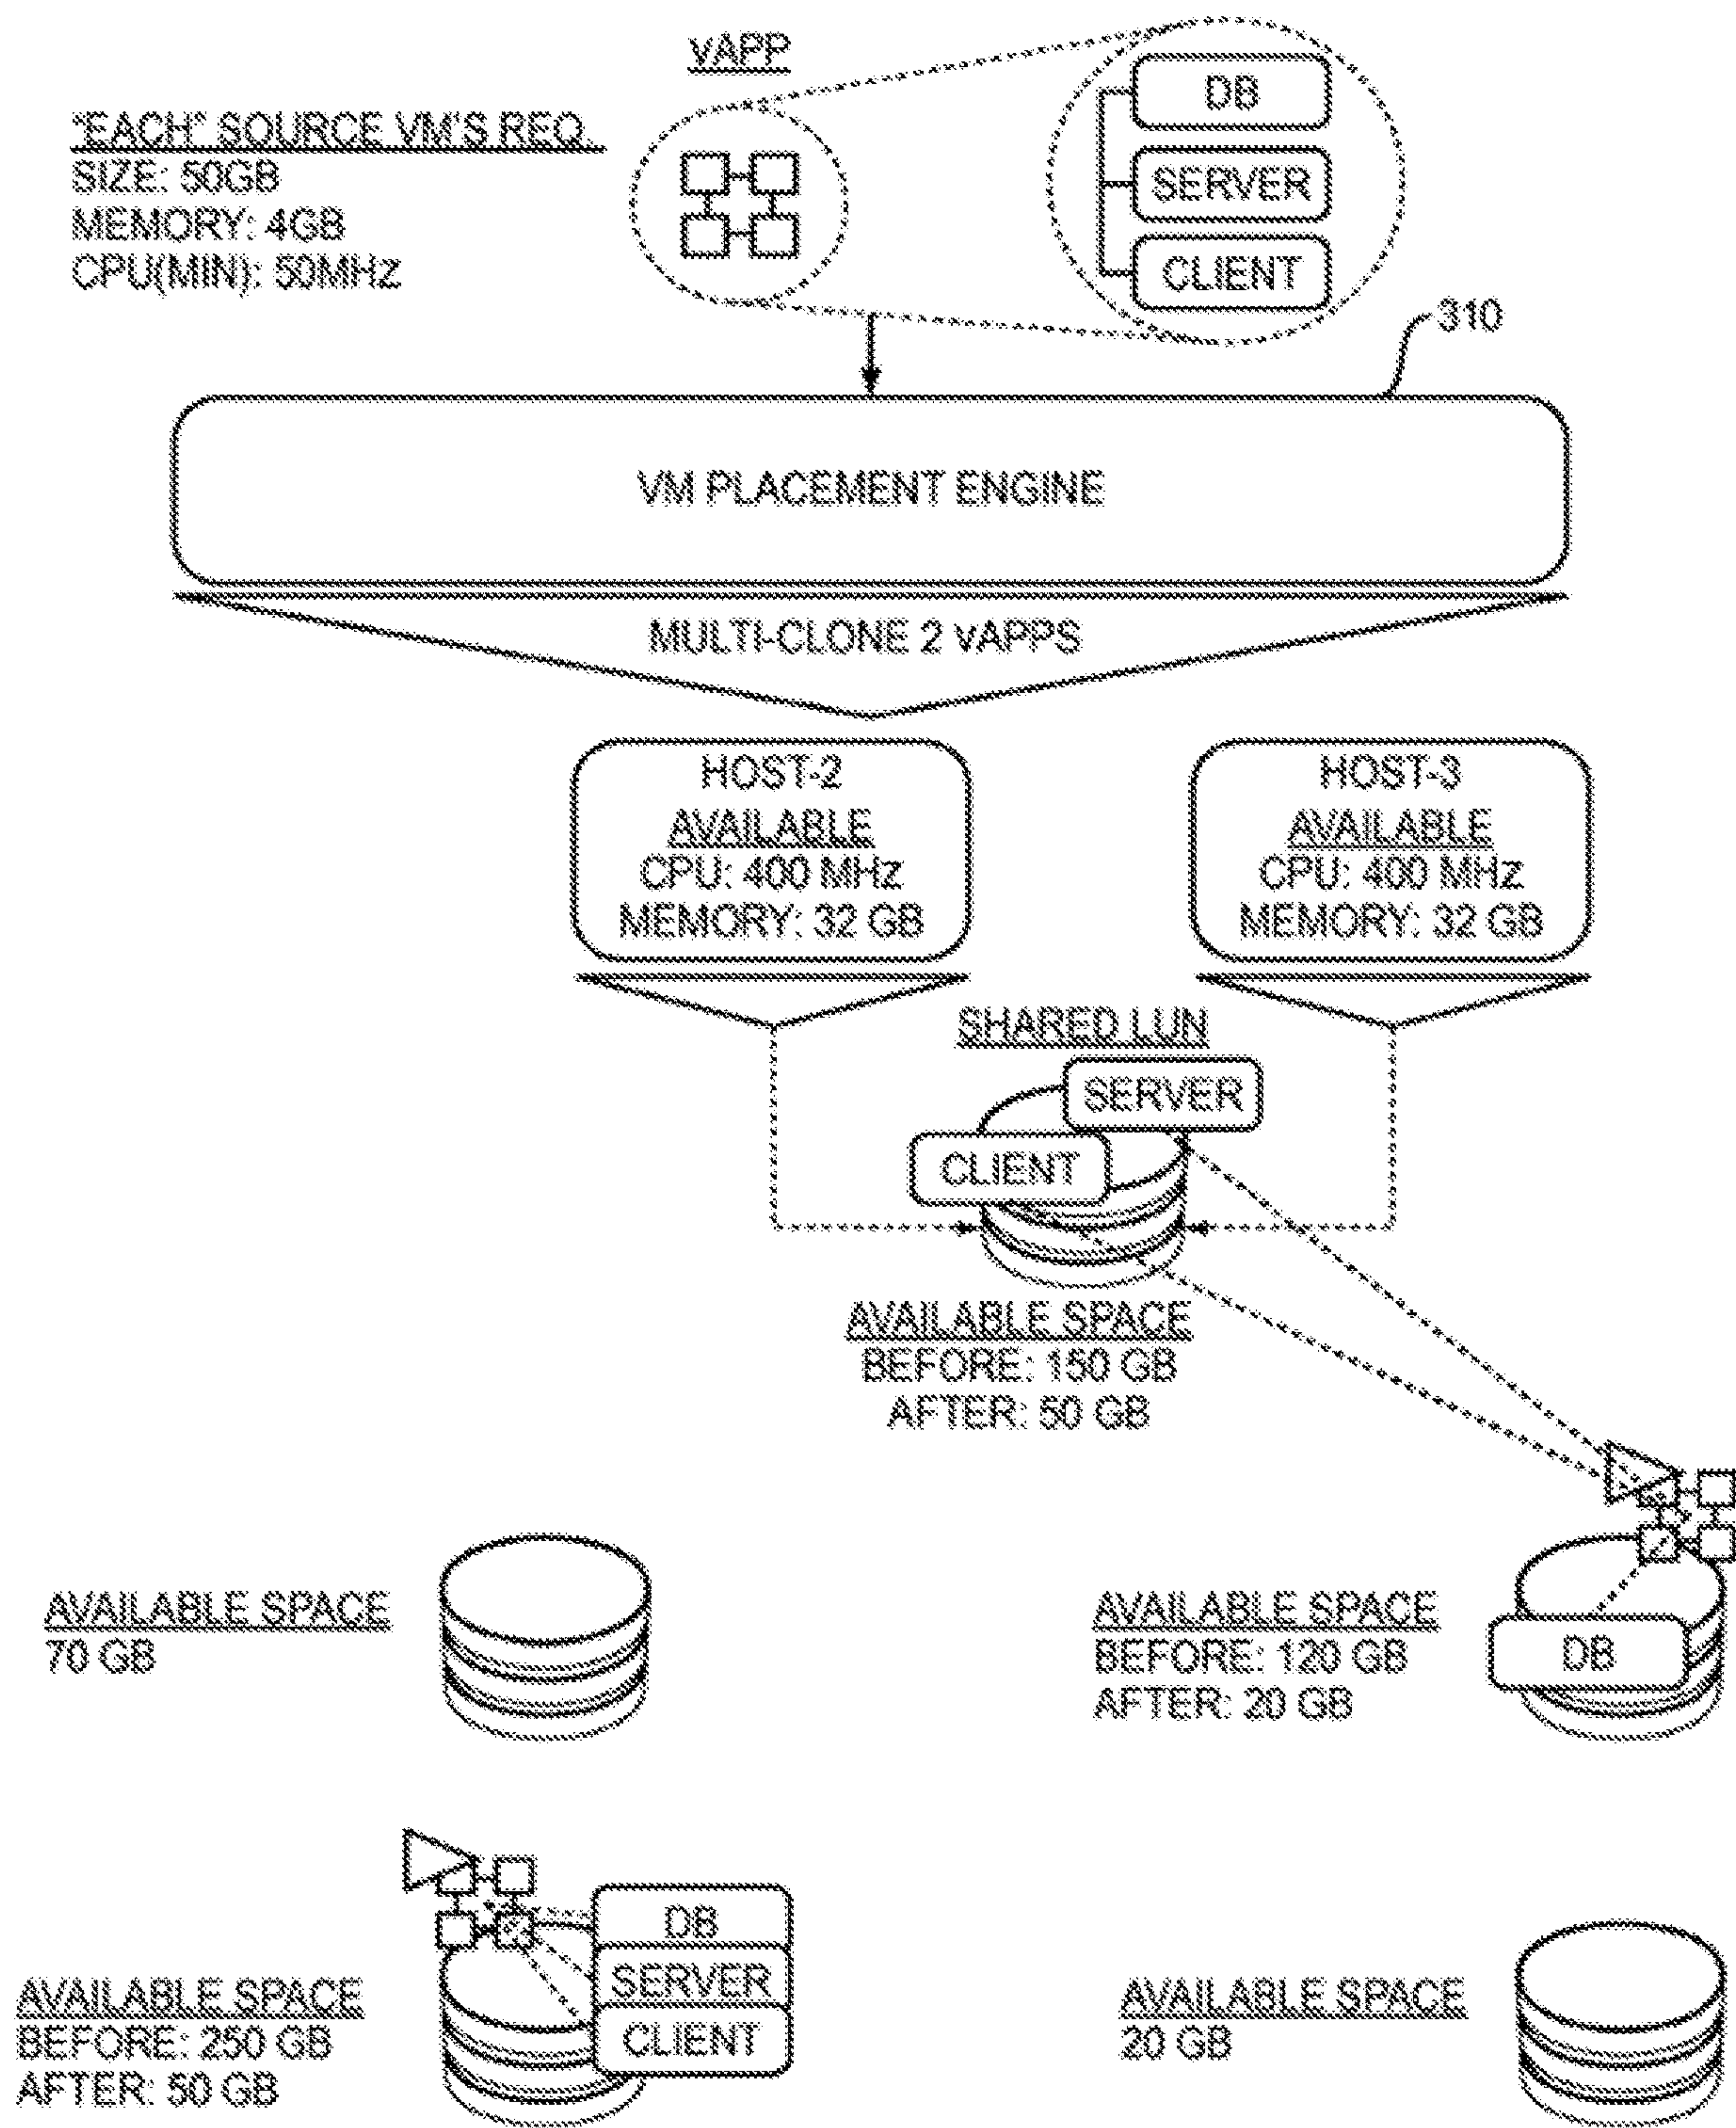 vAPP
"EACH" SOURCE VM'S REQ.
SIZE: 50GB
MEMORY: 4GB
CPU(MIN): 50MHz
DB
SERVER
CLIENT
310
VM PLACEMENT ENGINE
MULTI-CLONE 2 vAPPS
HOST-2
AVAILABLE
CPU: 400 MHz
MEMORY: 32 GB
HOST-3
AVAILABLE
CPU: 400 MHz
MEMORY: 32 GB
SHARED LUN
SERVER
CLIENT
AVAILABLE SPACE
BEFORE: 150 GB
AFTER: 50 GB
AVAILABLE SPACE
70 GB
AVAILABLE SPACE
BEFORE: 120 GB
AFTER: 20 GB
DB
DB
SERVER
CLIENT
AVAILABLE SPACE
BEFORE: 250 GB
AFTER: 50 GB
AVAILABLE SPACE
20 GB